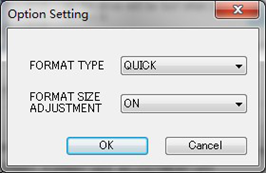 Option Setting
FORMAT TYPE
QUICK
FORMAT SIZE
ADJUSTMENT
ON
OK
Cancel